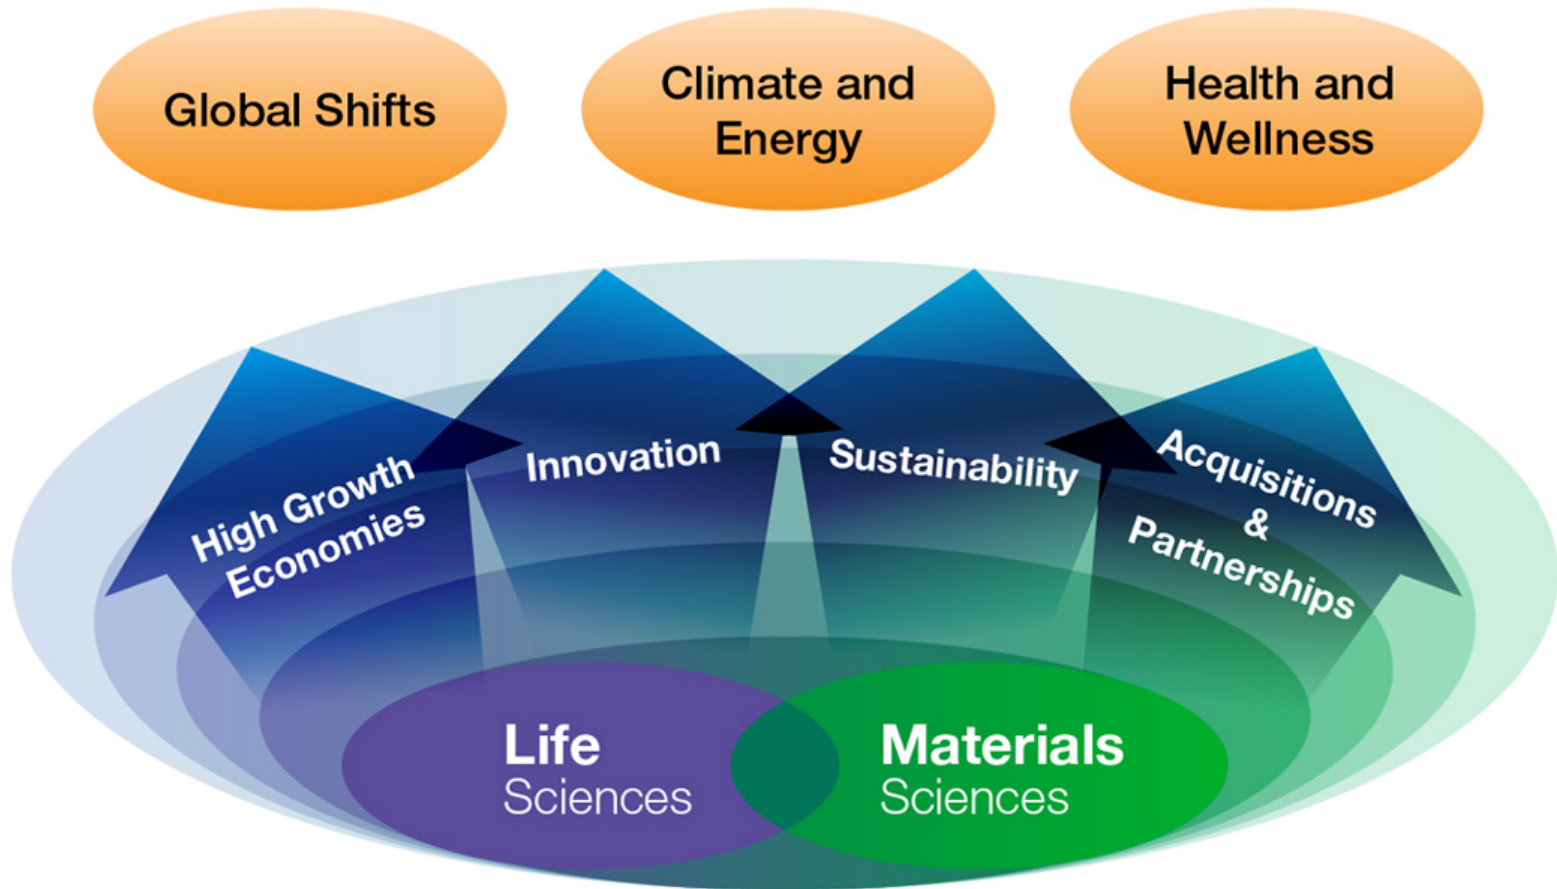 Global Shifts
Climate and
Energy
Health and
Wellness
High Growth
Economies
Innovation
Sustainability
Acquisitions
&
Partnerships
Life
Sciences
Materials
Sciences